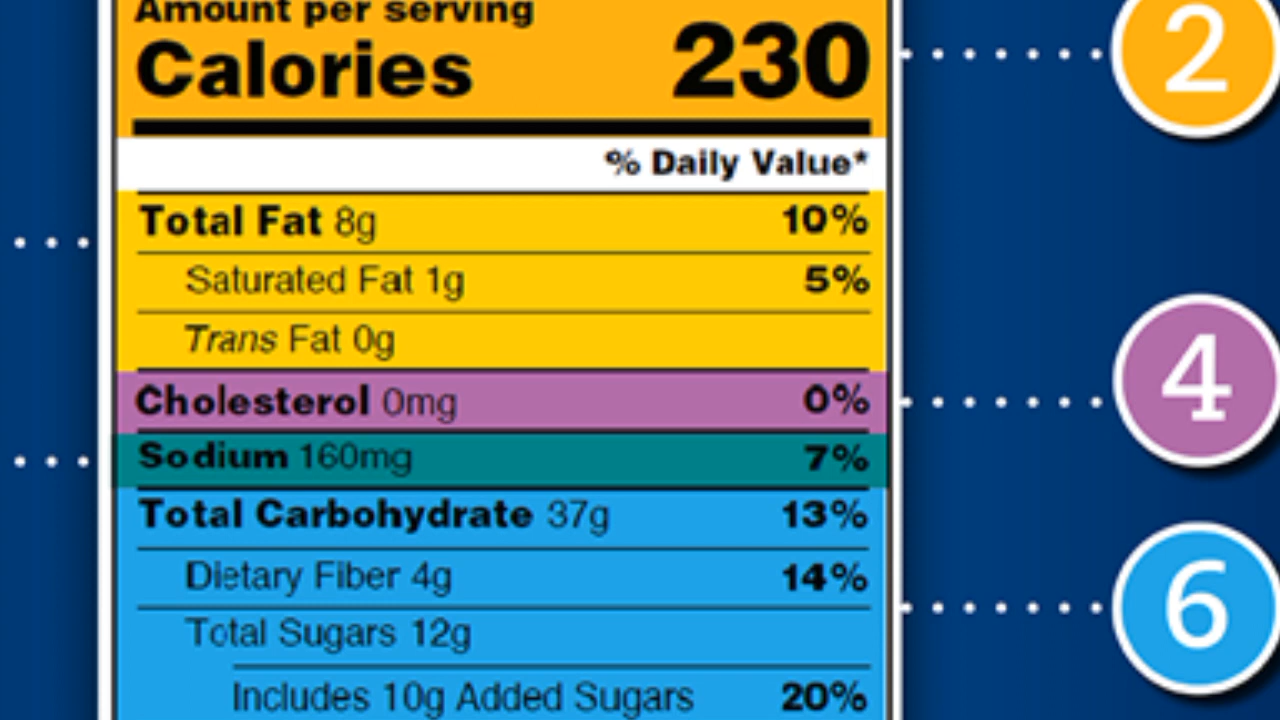 Amount per serving
Calories 230
2
% Daily Value*
Total Fat 8g 10%
Saturated Fat 1g 5%
Trans Fat 0g
Cholesterol 0mg 0%
4
Sodium 160mg 7%
Total Carbohydrate 37g 13%
Dietary Fiber 4g 14%
6
Total Sugars 12g
Includes 10g Added Sugars 20%